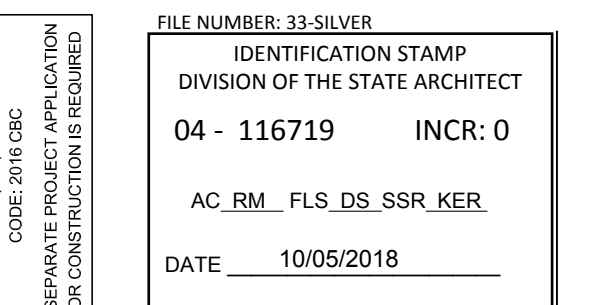 FILE NUMBER: 33-SILVER
IDENTIFICATION STAMP
DIVISION OF THE STATE ARCHITECT
04 - 116719 INCR: 0
AC RM FLS DS SSR KER
DATE 10/05/2018
CODE: 2016 CBC
SEPARATE PROJECT APPLICATION
OR CONSTRUCTION IS REQUIRED